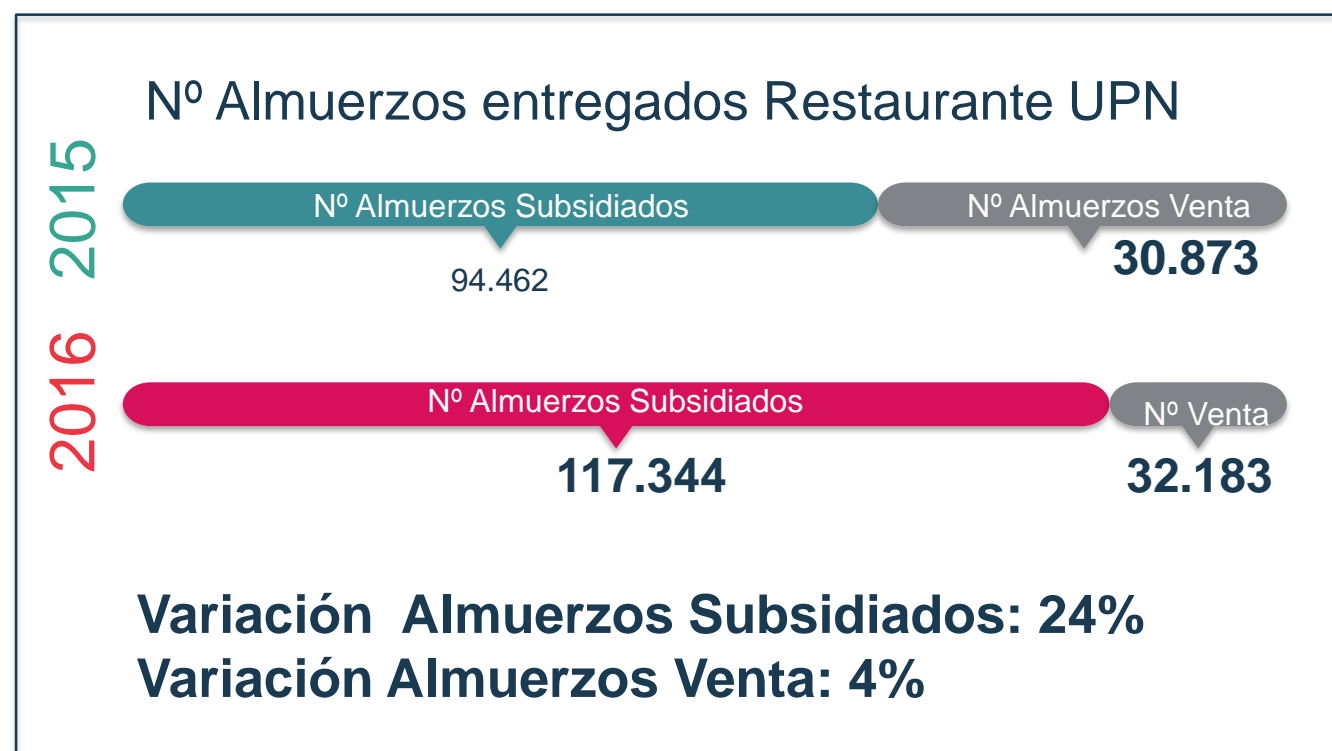 Nº Almuerzos entregados Restaurante UPN
2015
Nº Almuerzos Subsidiados
Nº Almuerzos Venta
94.462
30.873
2016
Nº Almuerzos Subsidiados
Nº Venta
117.344
32.183
Variación Almuerzos Subsidiados: 24%
Variación Almuerzos Venta: 4%